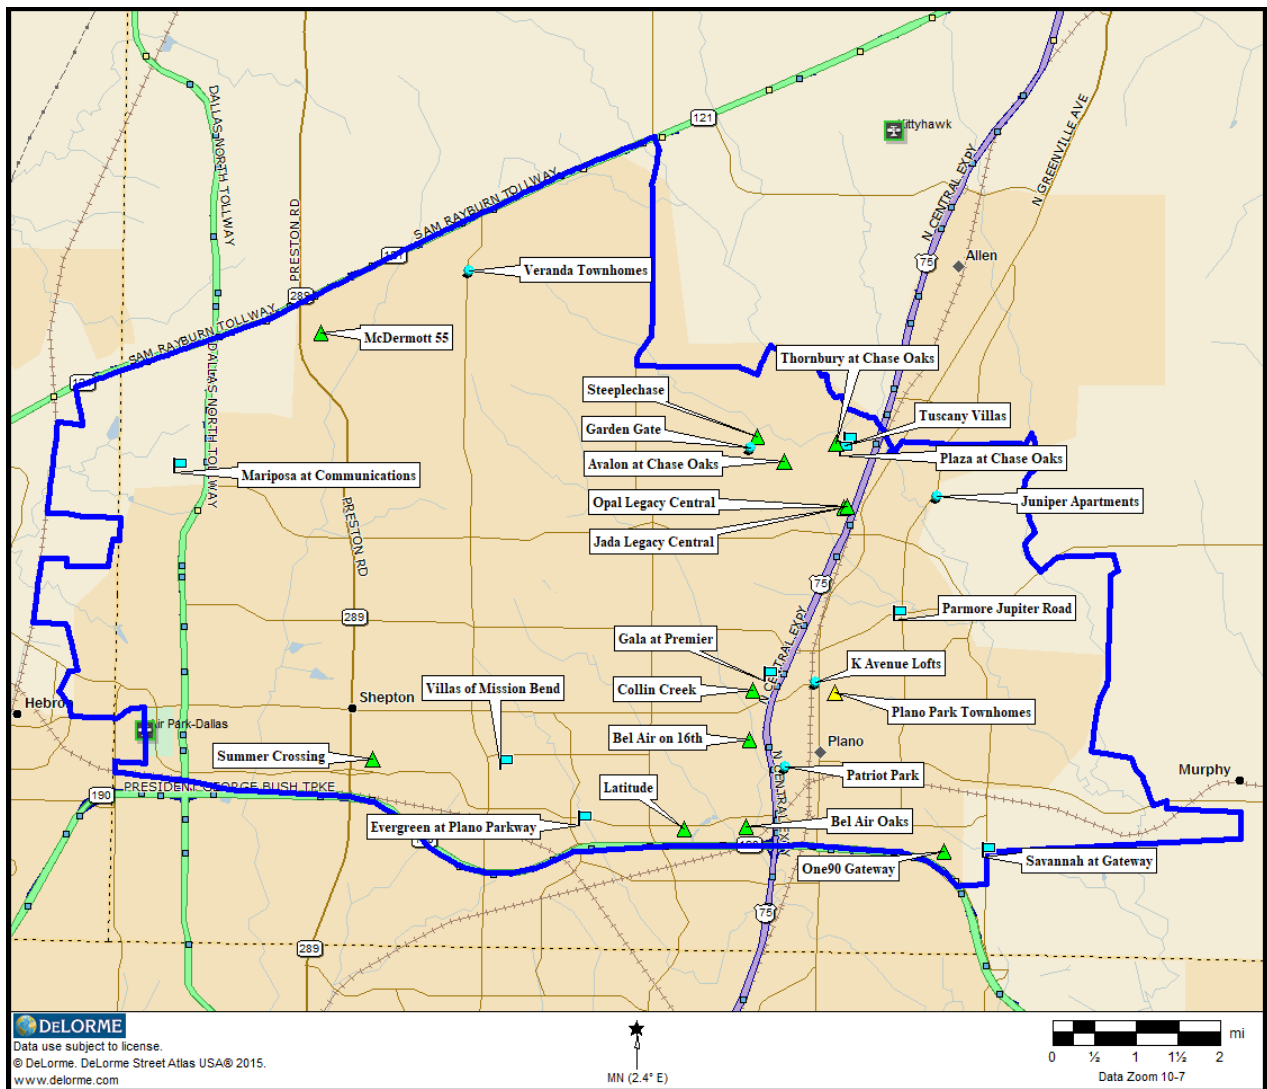 121
Kittyhawk
DALLAS NORTH TOLLWAY
PRESTON RD
SAM RAYBURN TOLLWAY
N CENTRAL EXPY
N GREENVILLE AVE
75
Allen
121
Veranda Townhomes
289
SAM RAYBURN TOLLWAY
McDermott 55
Thornbury at Chase Oaks
DALLAS NORTH TOLLWAY
Steeplechase
Tuscany Villas
Garden Gate
Plaza at Chase Oaks
Avalon at Chase Oaks
Mariposa at Communications
Opal Legacy Central
Juniper Apartments
PRESTON RD
Jada Legacy Central
75
289
Parmore Jupiter Road
Gala at Premier
N CENTRAL EXPY
K Avenue Lofts
Villas of Mission Bend
Collin Creek
Shepton
Hebron
Plano Park Townhomes
Air Park-Dallas
Bel Air on 16th
Plano
Summer Crossing
Murphy
Patriot Park
PRESIDENT GEORGE BUSH TPKE
Latitude
190
N CENTRAL EXPY
Evergreen at Plano Parkway
Bel Air Oaks
One90 Gateway
Savannah at Gateway
75
289
DELORME
Data use subject to license.
© DeLorme. DeLorme Street Atlas USA® 2015.
www.delorme.com
MN (2.4° E)
mi
0 ½ 1 1½ 2
Data Zoom 10-7